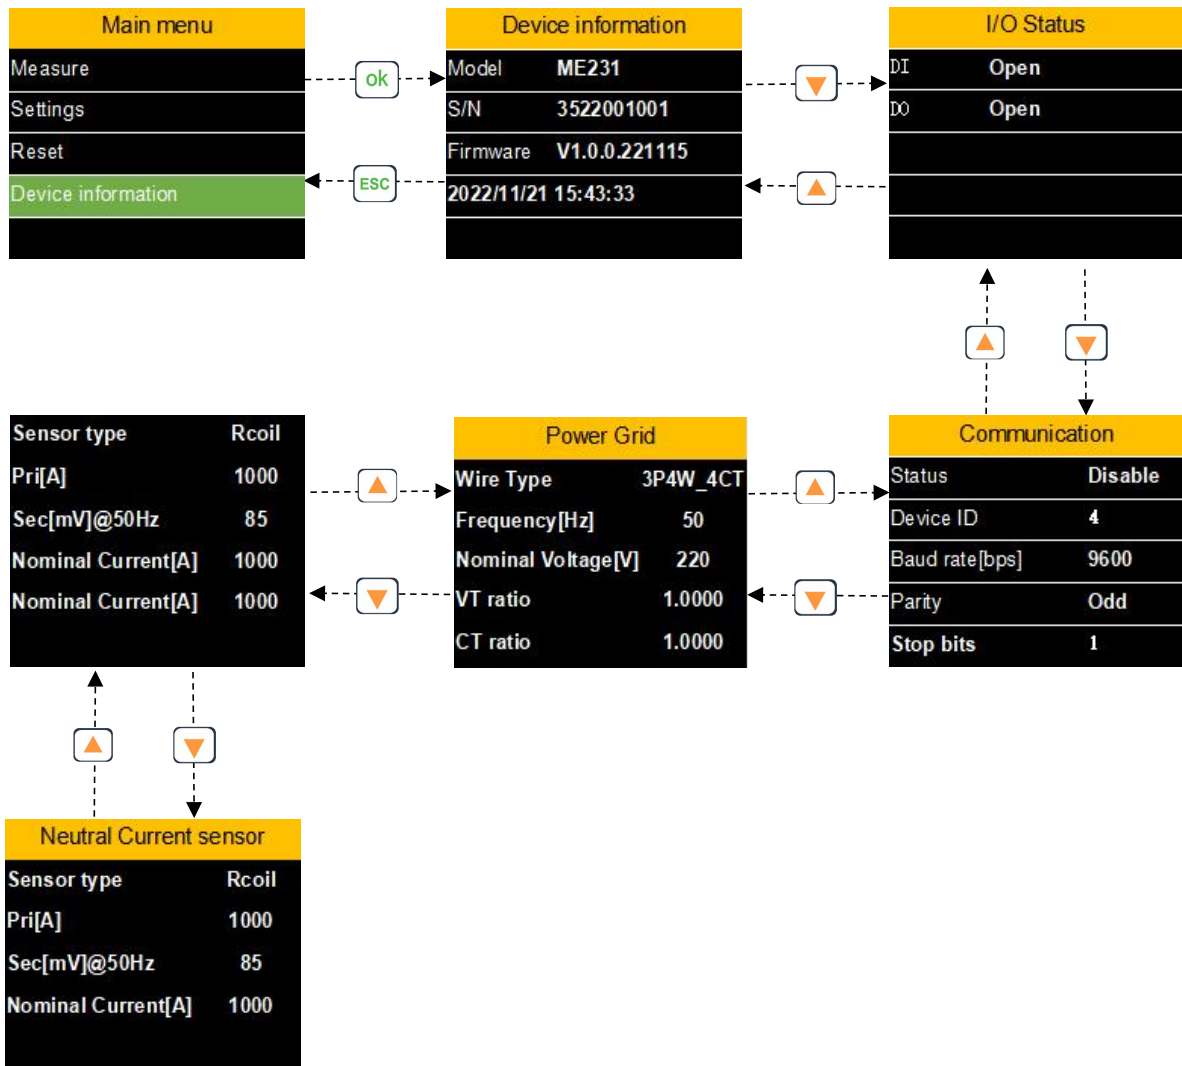 Main menu
Measure
Settings
Reset
Device information
ok
ESC
Device information
Model ME231
S/N 3522001001
Firmware V1.0.0.221115
2022/11/21 15:43:33
I/O Status
DI Open
DO Open
Sensor type Rcoil
Pri[A] 1000
Sec[mV]@50Hz 85
Nominal Current[A] 1000
Nominal Current[A] 1000
Power Grid
Wire Type 3P4W_4CT
Frequency[Hz] 50
Nominal Voltage[V] 220
VT ratio 1.0000
CT ratio 1.0000
Communication
Status Disable
Device ID 4
Baud rate[bps] 9600
Parity Odd
Stop bits 1
Neutral Current sensor
Sensor type Rcoil
Pri[A] 1000
Sec[mV]@50Hz 85
Nominal Current[A] 1000